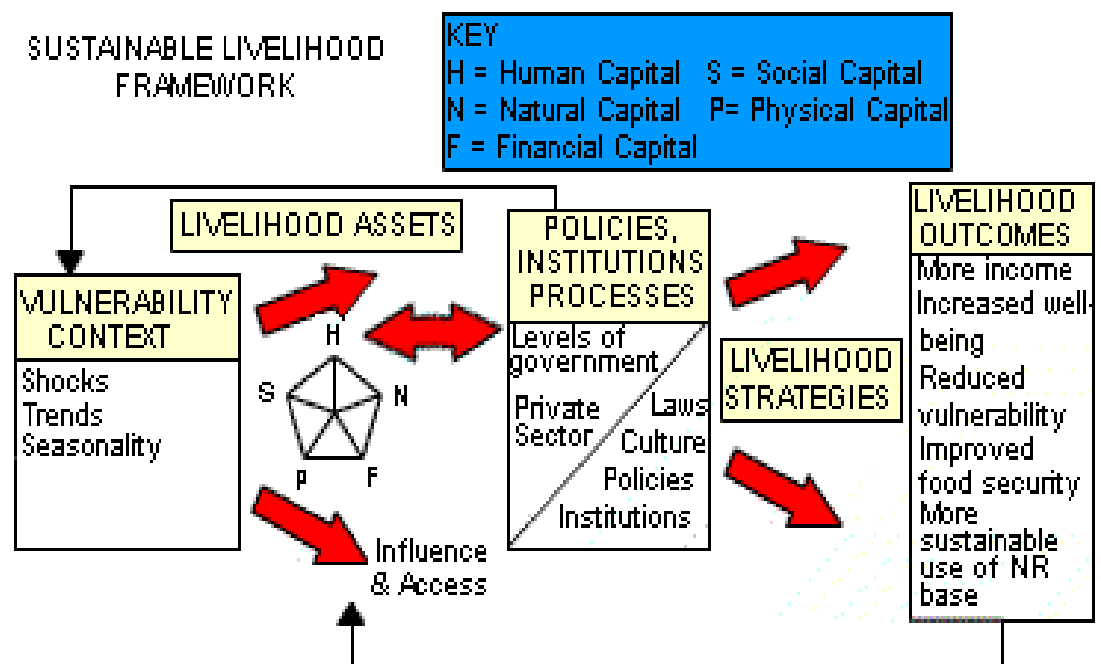 SUSTAINABLE LIVELIHOOD
FRAMEWORK
KEY
H = Human Capital S = Social Capital
N = Natural Capital P= Physical Capital
F = Financial Capital
LIVELIHOOD ASSETS
VULNERABILITY
CONTEXT
Shocks
Trends
Seasonality
H
S
N
P
F
Influence
& Access
POLICIES,
INSTITUTIONS
PROCESSES
Levels of
government
Private
Sector
Laws
Culture
Policies
Institutions
LIVELIHOOD
STRATEGIES
LIVELIHOOD
OUTCOMES
More income
Increased well-
being
Reduced
vulnerability
Improved
food security
More
sustainable
use of NR
base